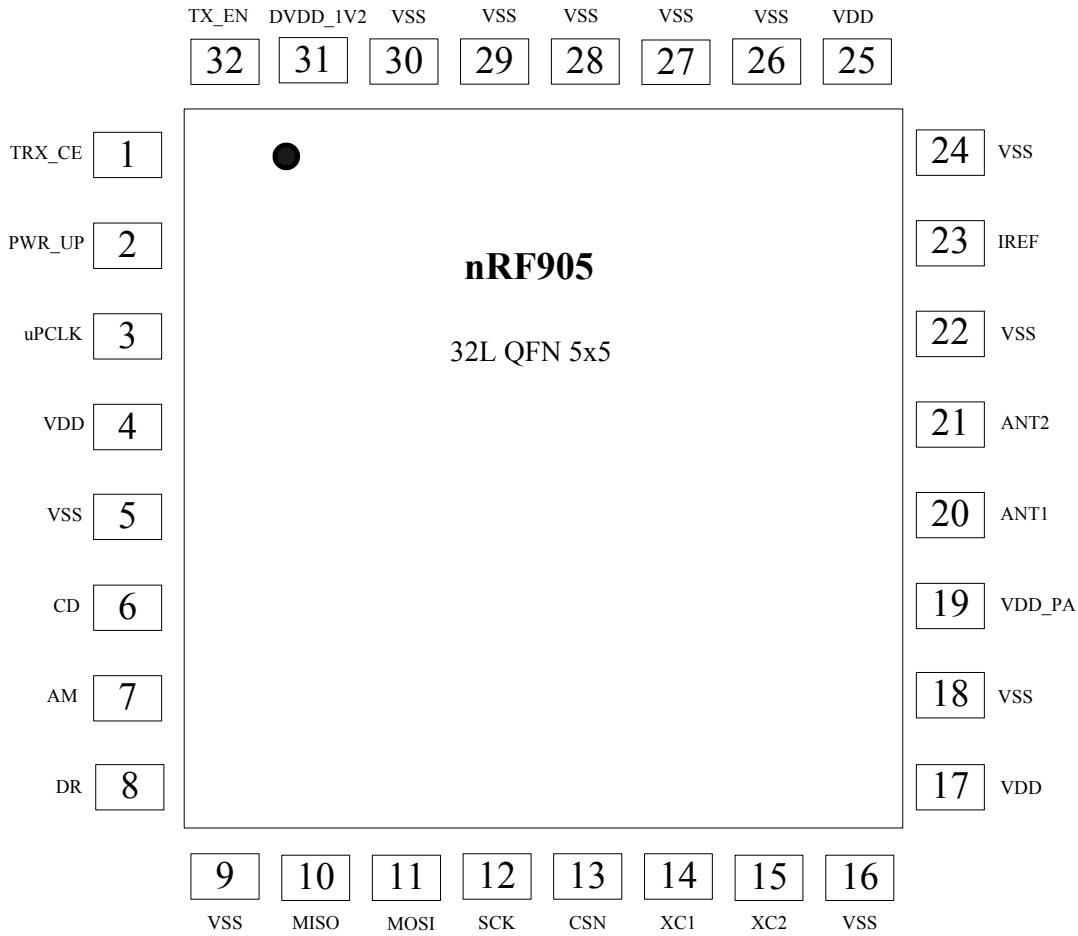 TX_EN DVDD_1V2 VSS VSS VSS VSS VSS VDD
32 31 30 29 28 27 26 25
TRX_CE 1
24 VSS
PWR_UP 2
23 IREF
nRF905
uPCLK 3
22 VSS
32L QFN 5x5
VDD 4
21 ANT2
VSS 5
20 ANT1
CD 6
19 VDD_PA
AM 7
18 VSS
DR 8
17 VDD
9 10 11 12 13 14 15 16
VSS MISO MOSI SCK CSN XC1 XC2 VSS